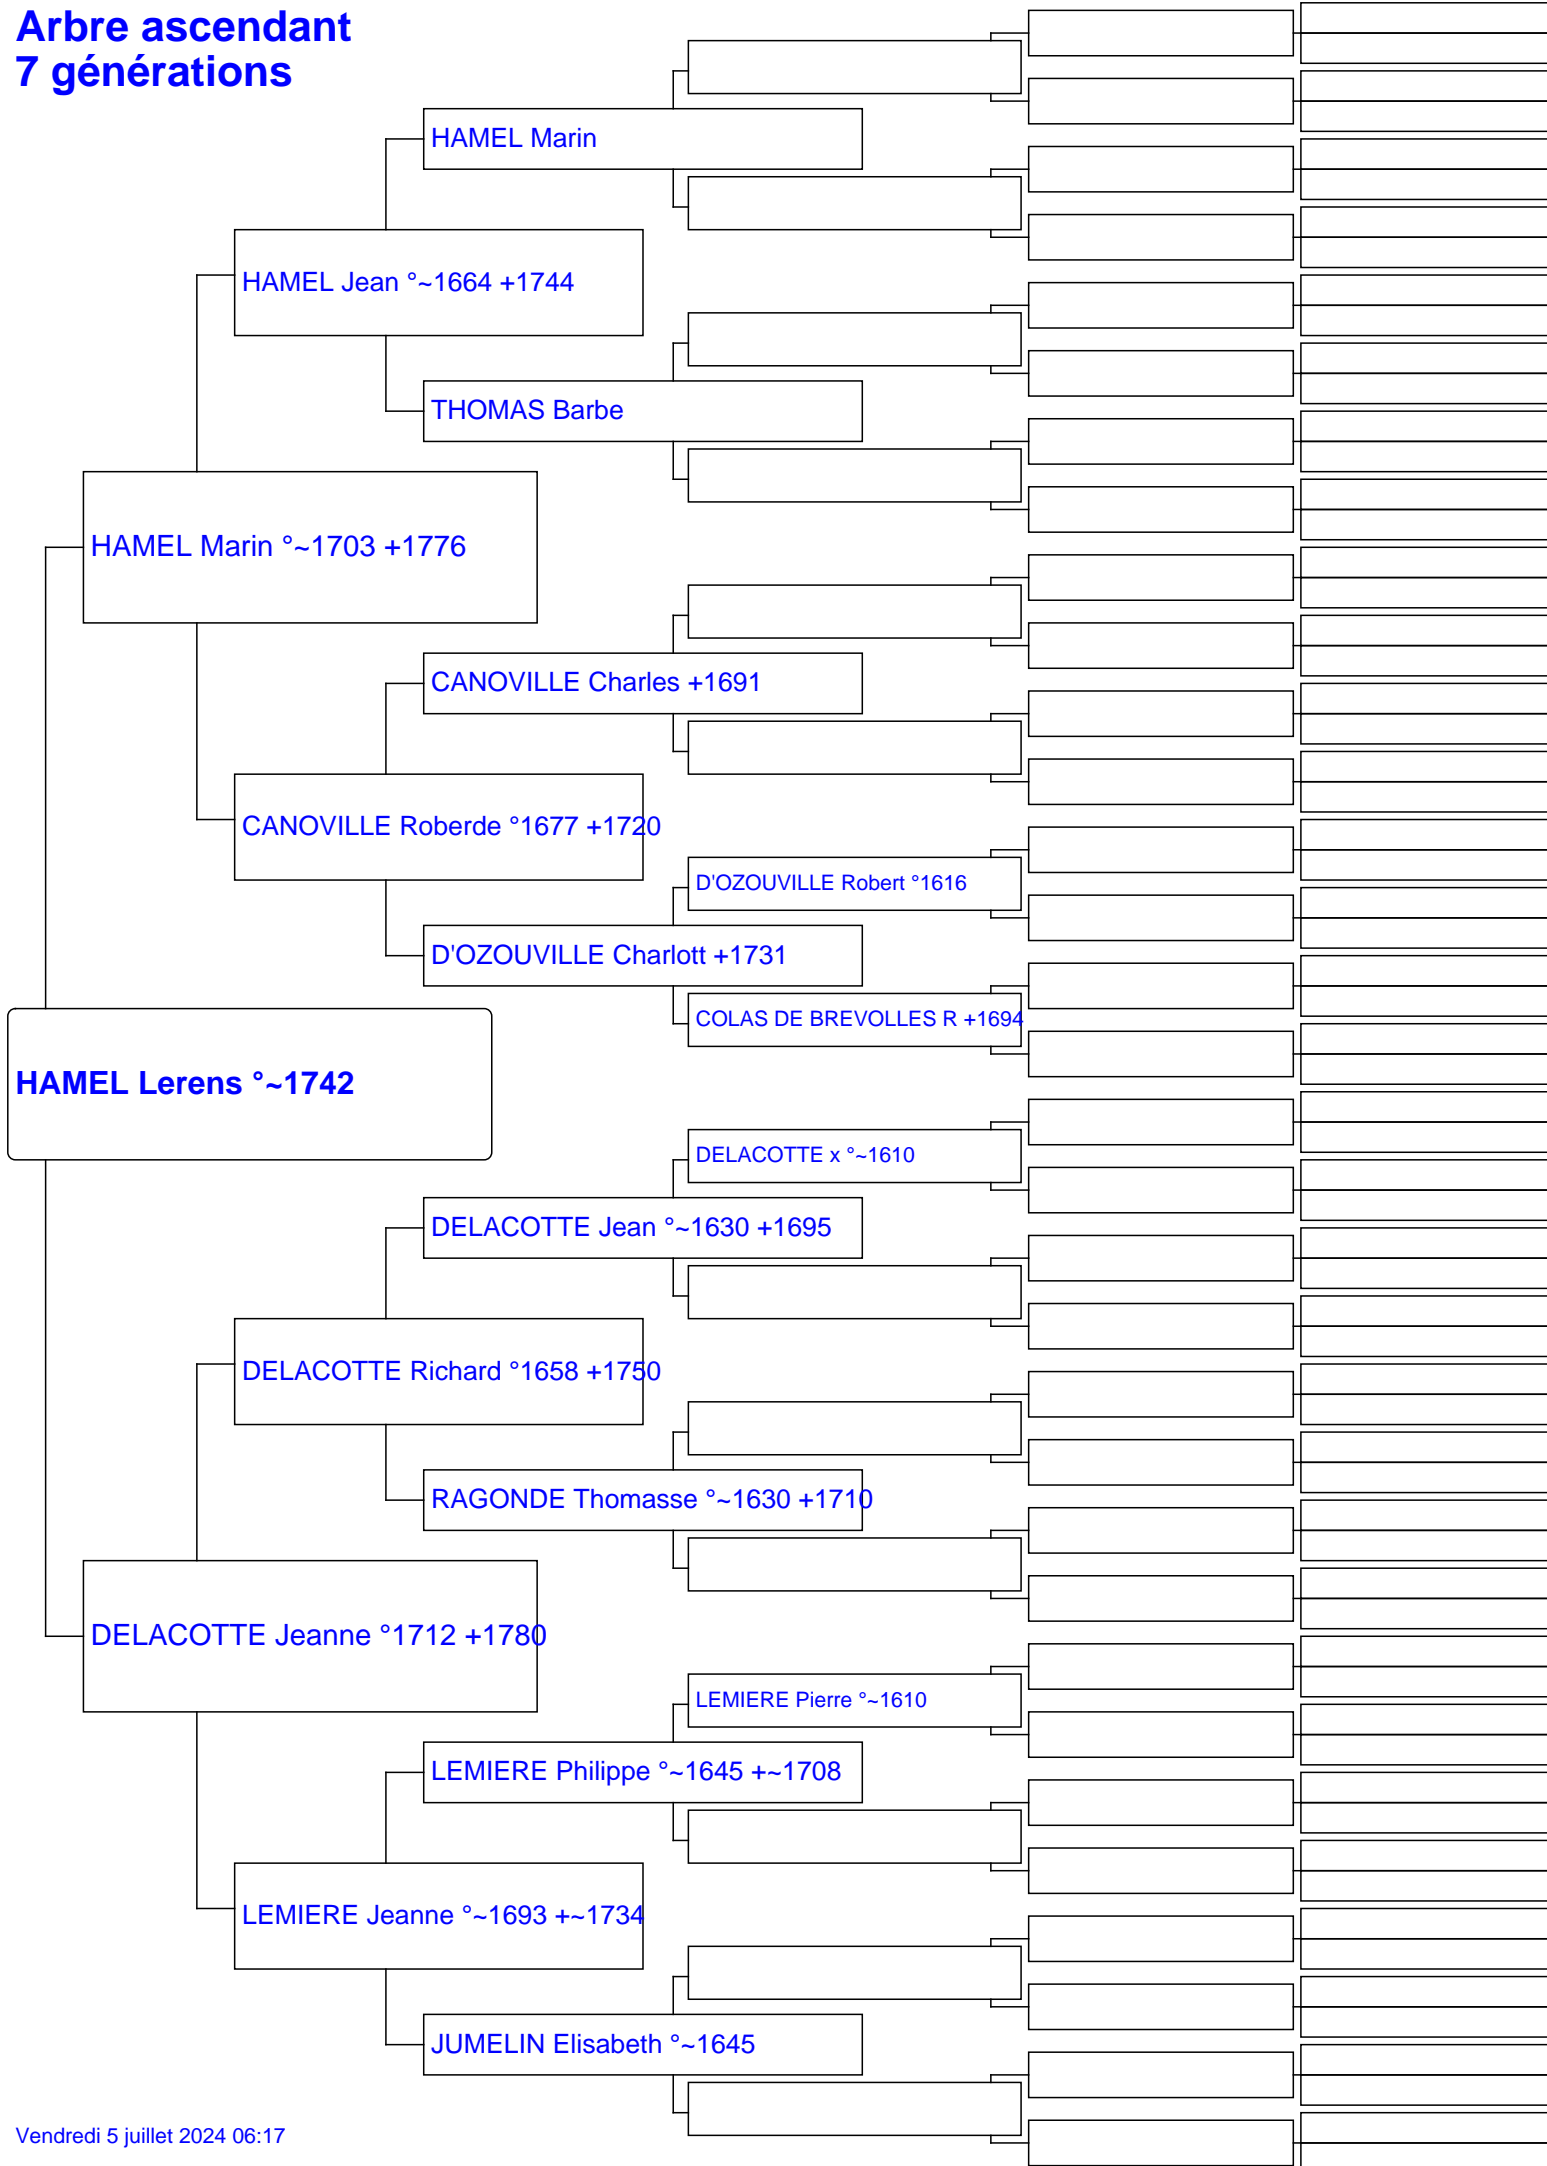 Arbre ascendant
7 générations
HAMEL Marin
HAMEL Jean °~1664 +1744
THOMAS Barbe
HAMEL Marin °~1703 +1776
CANOVILLE Charles +1691
CANOVILLE Roberde °1677 +1720
D'OZOUVILLE Robert °1616
D'OZOUVILLE Charlott +1731
COLAS DE BREVOLLES R +1694
HAMEL Lerens °~1742
DELACOTTE x °~1610
DELACOTTE Jean °~1630 +1695
DELACOTTE Richard °1658 +1750
RAGONDE Thomasse °~1630 +1710
DELACOTTE Jeanne °1712 +1780
LEMIERE Pierre °~1610
LEMIERE Philippe °~1645 +~1708
LEMIERE Jeanne °~1693 +~1734
JUMELIN Elisabeth °~1645
Vendredi 5 juillet 2024 06:17